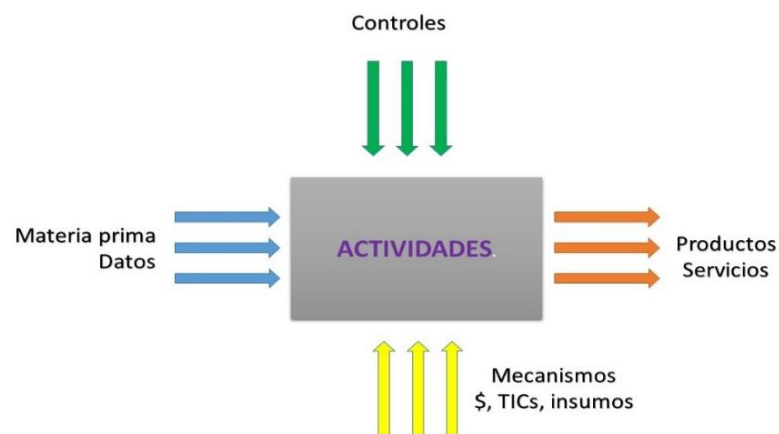 Controles
Materia prima
Datos
ACTIVIDADES.
Productos
Servicios
Mecanismos
$, TICs, insumos